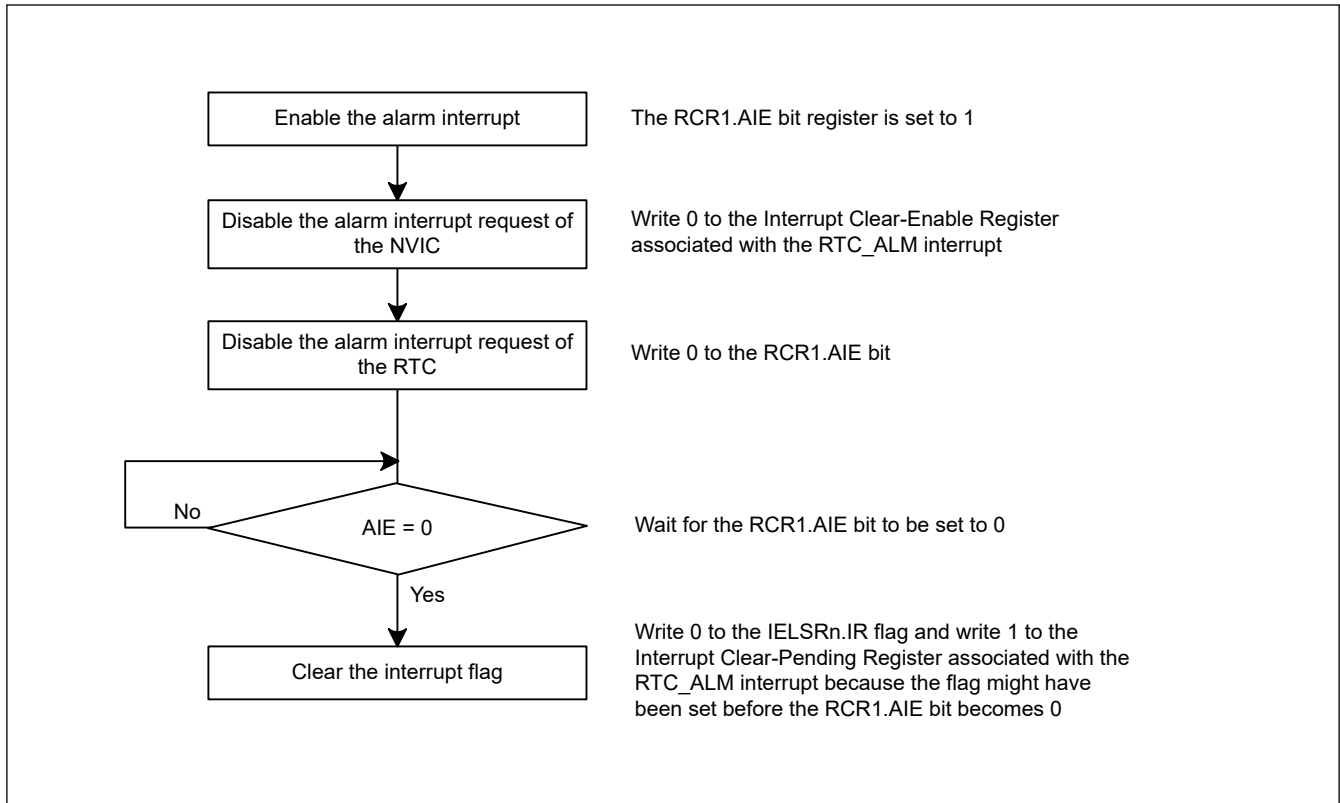 Enable the alarm interrupt
The RCR1.AIE bit register is set to 1
Disable the alarm interrupt request of
the NVIC
Write 0 to the Interrupt Clear-Enable Register
associated with the RTC_ALM interrupt
Disable the alarm interrupt request of
the RTC
Write 0 to the RCR1.AIE bit
No
AIE = 0
Wait for the RCR1.AIE bit to be set to 0
Yes
Clear the interrupt flag
Write 0 to the IELSRn.IR flag and write 1 to the
Interrupt Clear-Pending Register associated with the
RTC_ALM interrupt because the flag might have
been set before the RCR1.AIE bit becomes 0